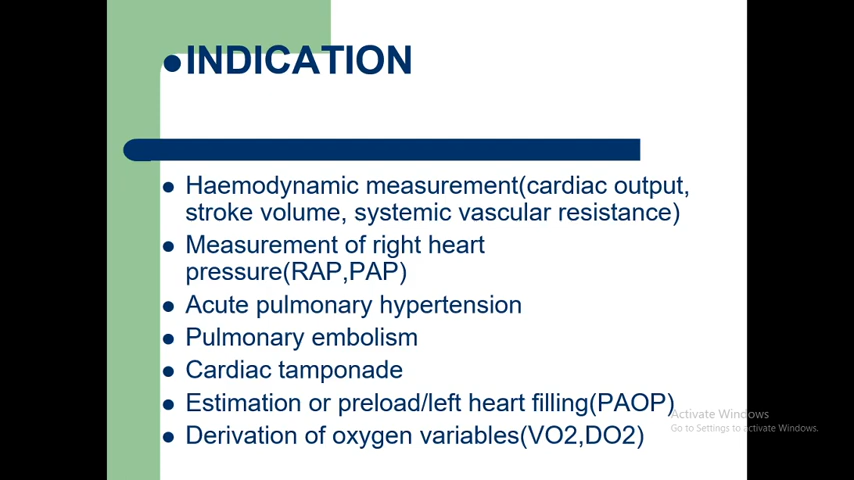 ●INDICATION
● Haemodynamic measurement(cardiac output,
stroke volume, systemic vascular resistance)
● Measurement of right heart
pressure(RAP,PAP)
● Acute pulmonary hypertension
● Pulmonary embolism
● Cardiac tamponade
● Estimation or preload/left heart filling(PAOP)
● Derivation of oxygen variables(VO2,DO2)
Activate Windows
Go to Settings to activate Windows.